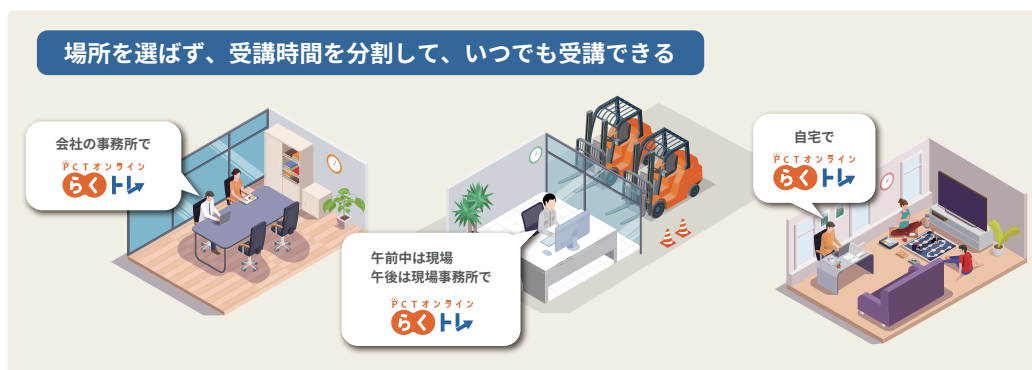 場所を選ばず、受講時間を分割して、いつでも受講できる
会社の事務所で
PCTオンライン
らくトレ
午前中は現場
午後は現場事務所で
PCTオンライン
らくトレ
自宅で
PCTオンライン
らくトレ